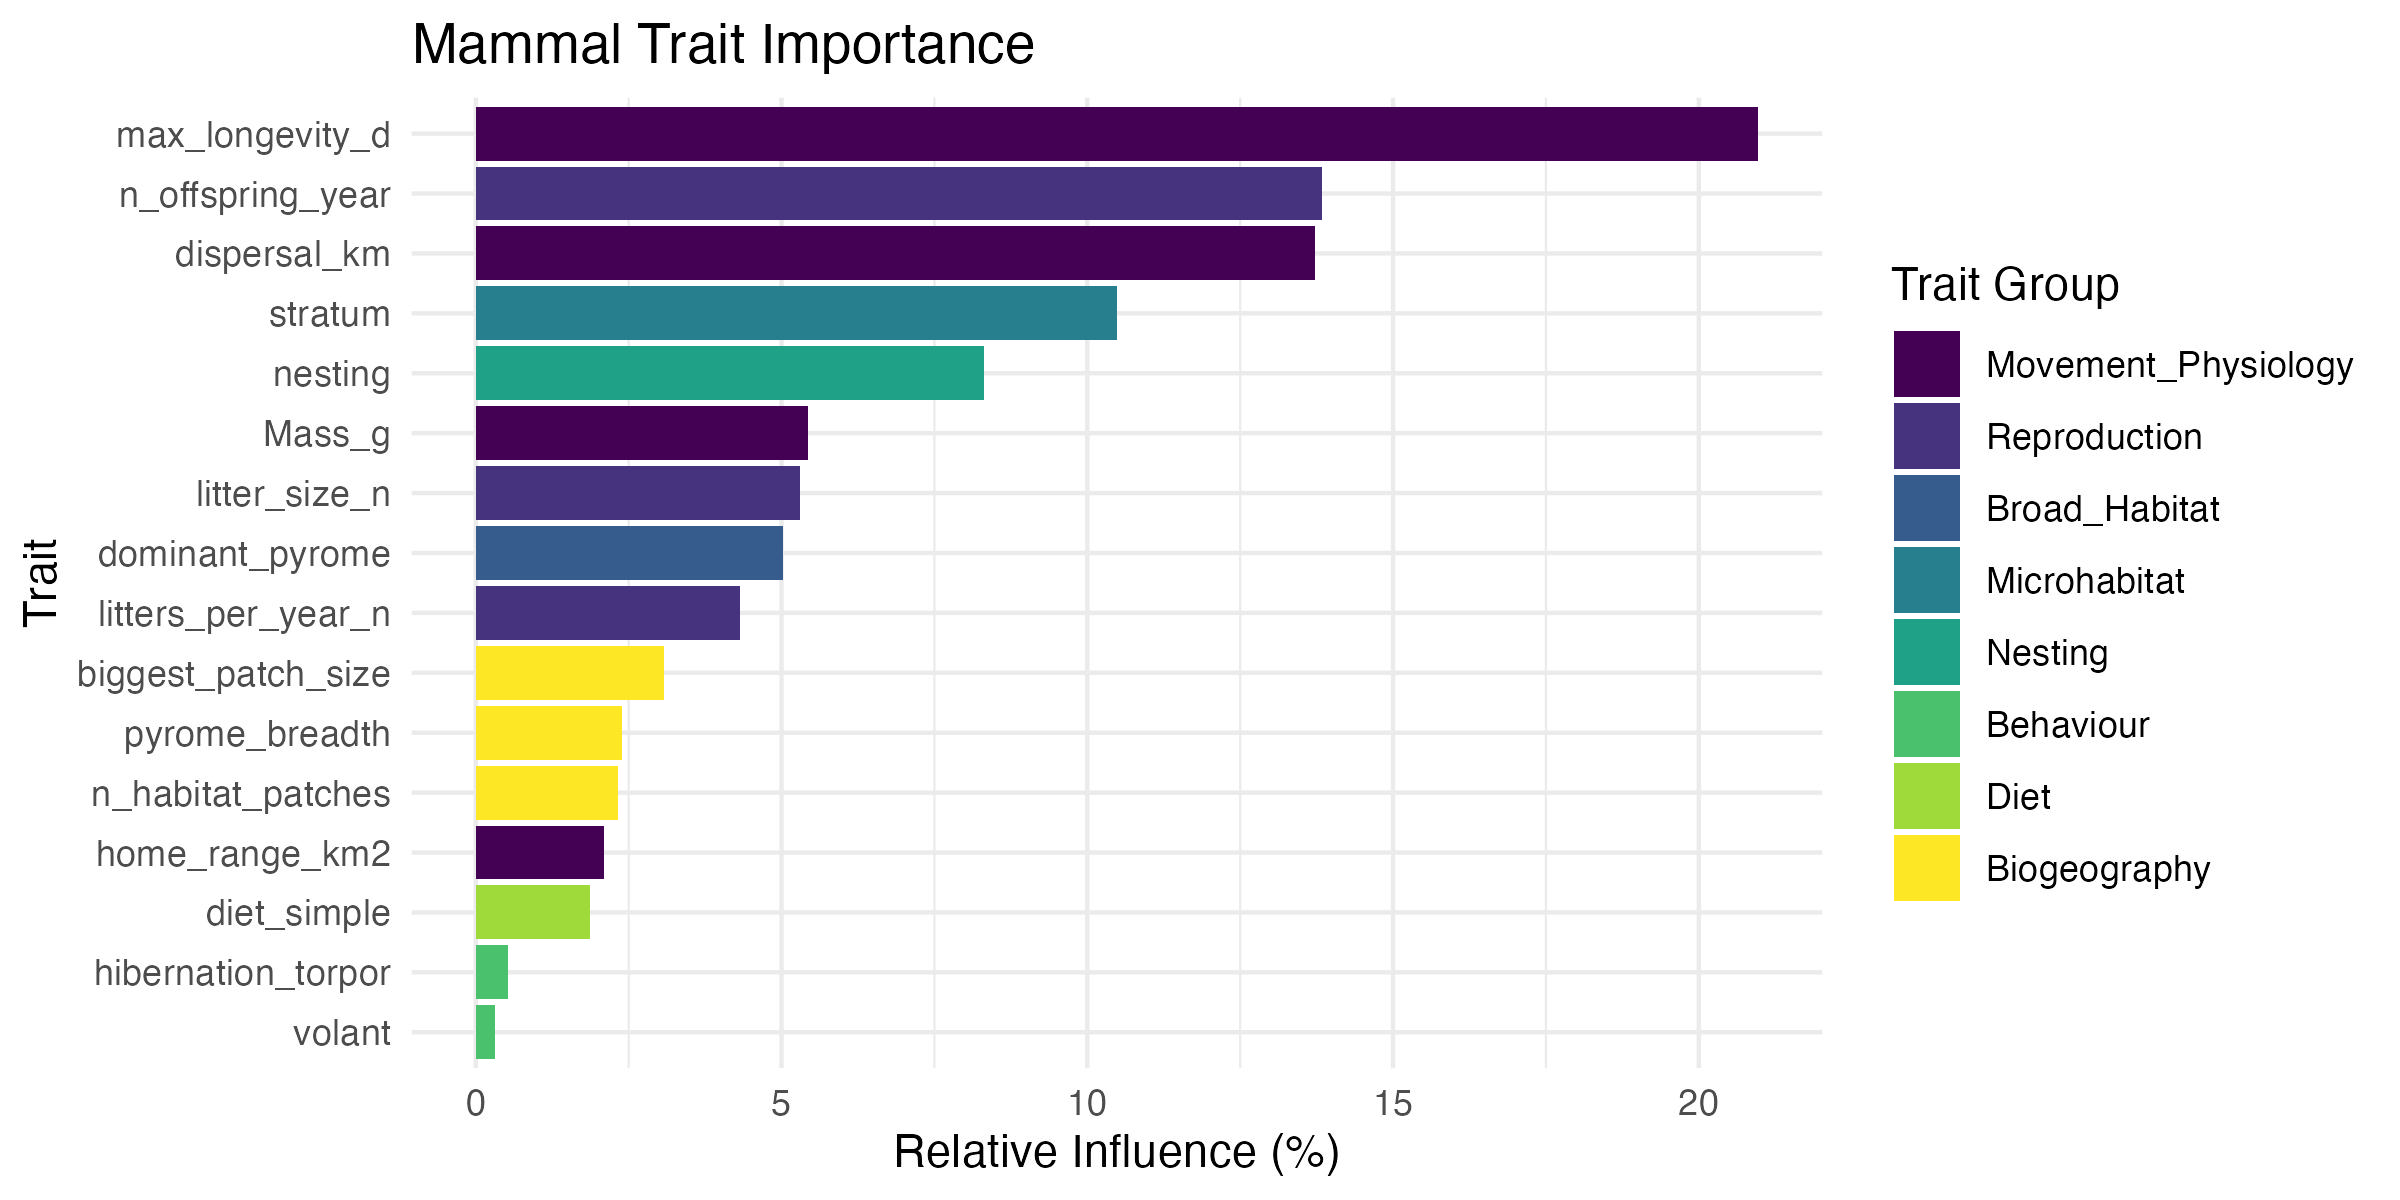 Mammal Trait Importance
max_longevity_d
n_offspring_year
dispersal_km
stratum
nesting
Mass_g
litter_size_n
dominant_pyrome
litters_per_year_n
biggest_patch_size
pyrome_breadth
n_habitat_patches
home_range_km2
diet_simple
hibernation_torpor
volant
Trait
0 5 10 15 20
Relative Influence (%)
Trait Group
Movement_Physiology
Reproduction
Broad_Habitat
Microhabitat
Nesting
Behaviour
Diet
Biogeography